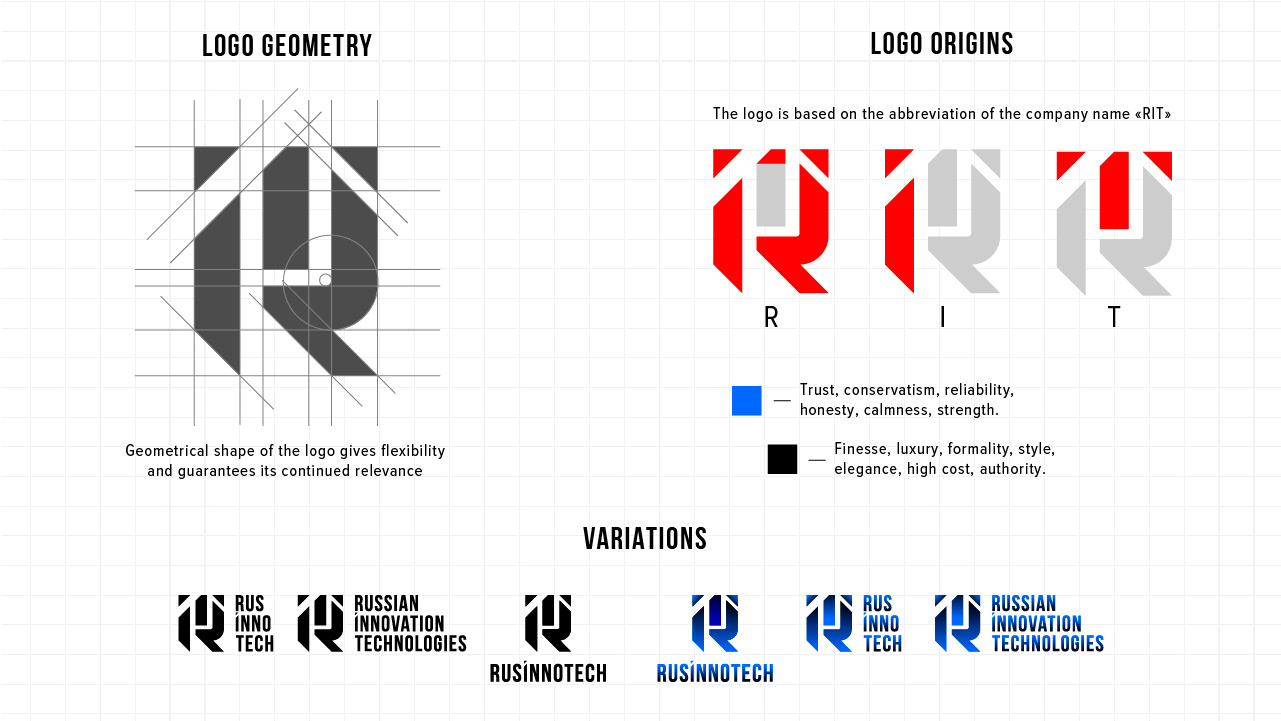 LOGO GEOMETRY
Geometrical shape of the logo gives flexibility
and guarantees its continued relevance
LOGO ORIGINS
The logo is based on the abbreviation of the company name «RIT»
R
I
T
— Trust, conservatism, reliability,
honesty, calmness, strength.
— Finesse, luxury, formality, style,
elegance, high cost, authority.
VARIATIONS
RUS
ÍNNO
TECH
RUSSIAN
ÍNNOVATION
TECHNOLOGIES
RUSÍNNOTECH
RUSÍNNOTECH
RUS
ÍNNO
TECH
RUSSIAN
ÍNNOVATION
TECHNOLOGIES